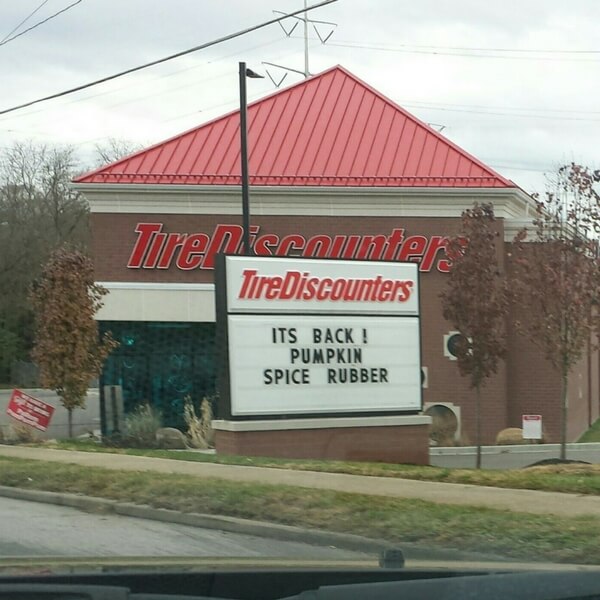 TireDiscounters
TireDiscounters
ITS BACK!
PUMPKIN
SPICE RUBBER